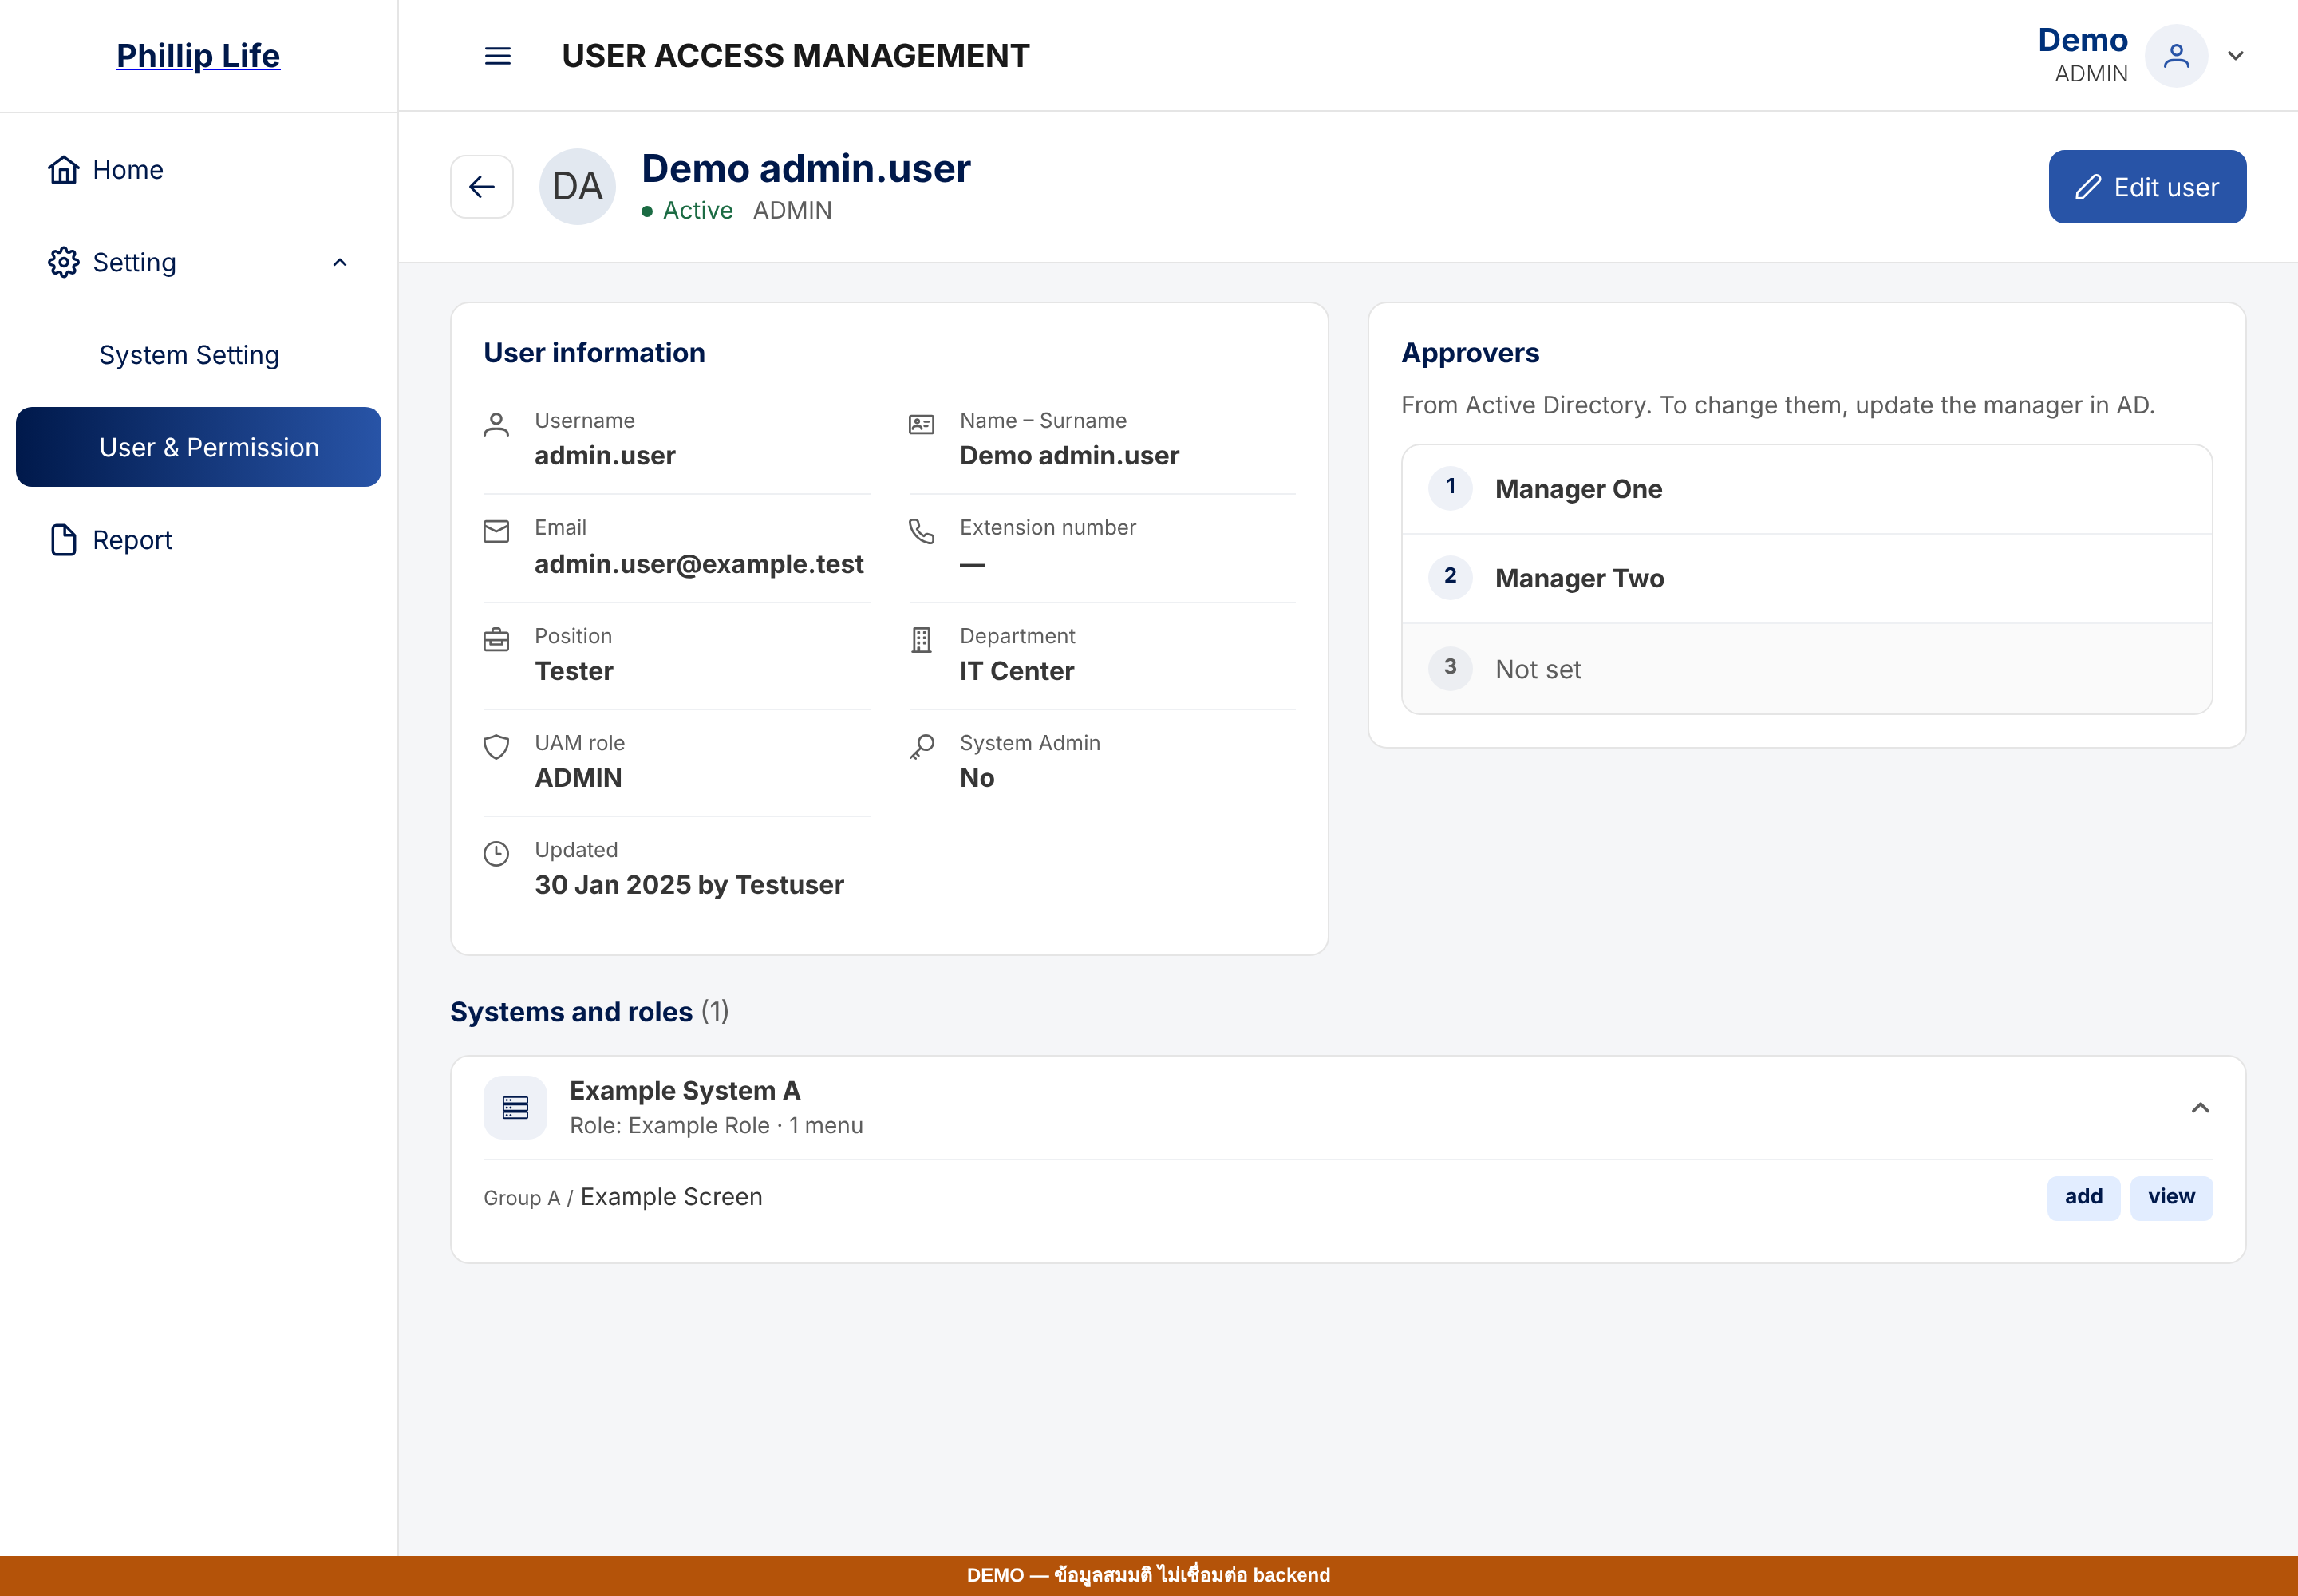 Phillip Life
USER ACCESS MANAGEMENT
Demo
ADMIN
Home
Setting
System Setting
User & Permission
Report
DA
Demo admin.user
Active ADMIN
Edit user
User information
Username
admin.user
Name – Surname
Demo admin.user
Email
admin.user@example.test
Extension number
—
Position
Tester
Department
IT Center
UAM role
ADMIN
System Admin
No
Updated
30 Jan 2025 by Testuser
Approvers
From Active Directory. To change them, update the manager in AD.
1 Manager One
2 Manager Two
3 Not set
Systems and roles (1)
Example System A
Role: Example Role · 1 menu
Group A / Example Screen
add view
DEMO — ข้อมูลสมมติ ไม่เชื่อมต่อ backend